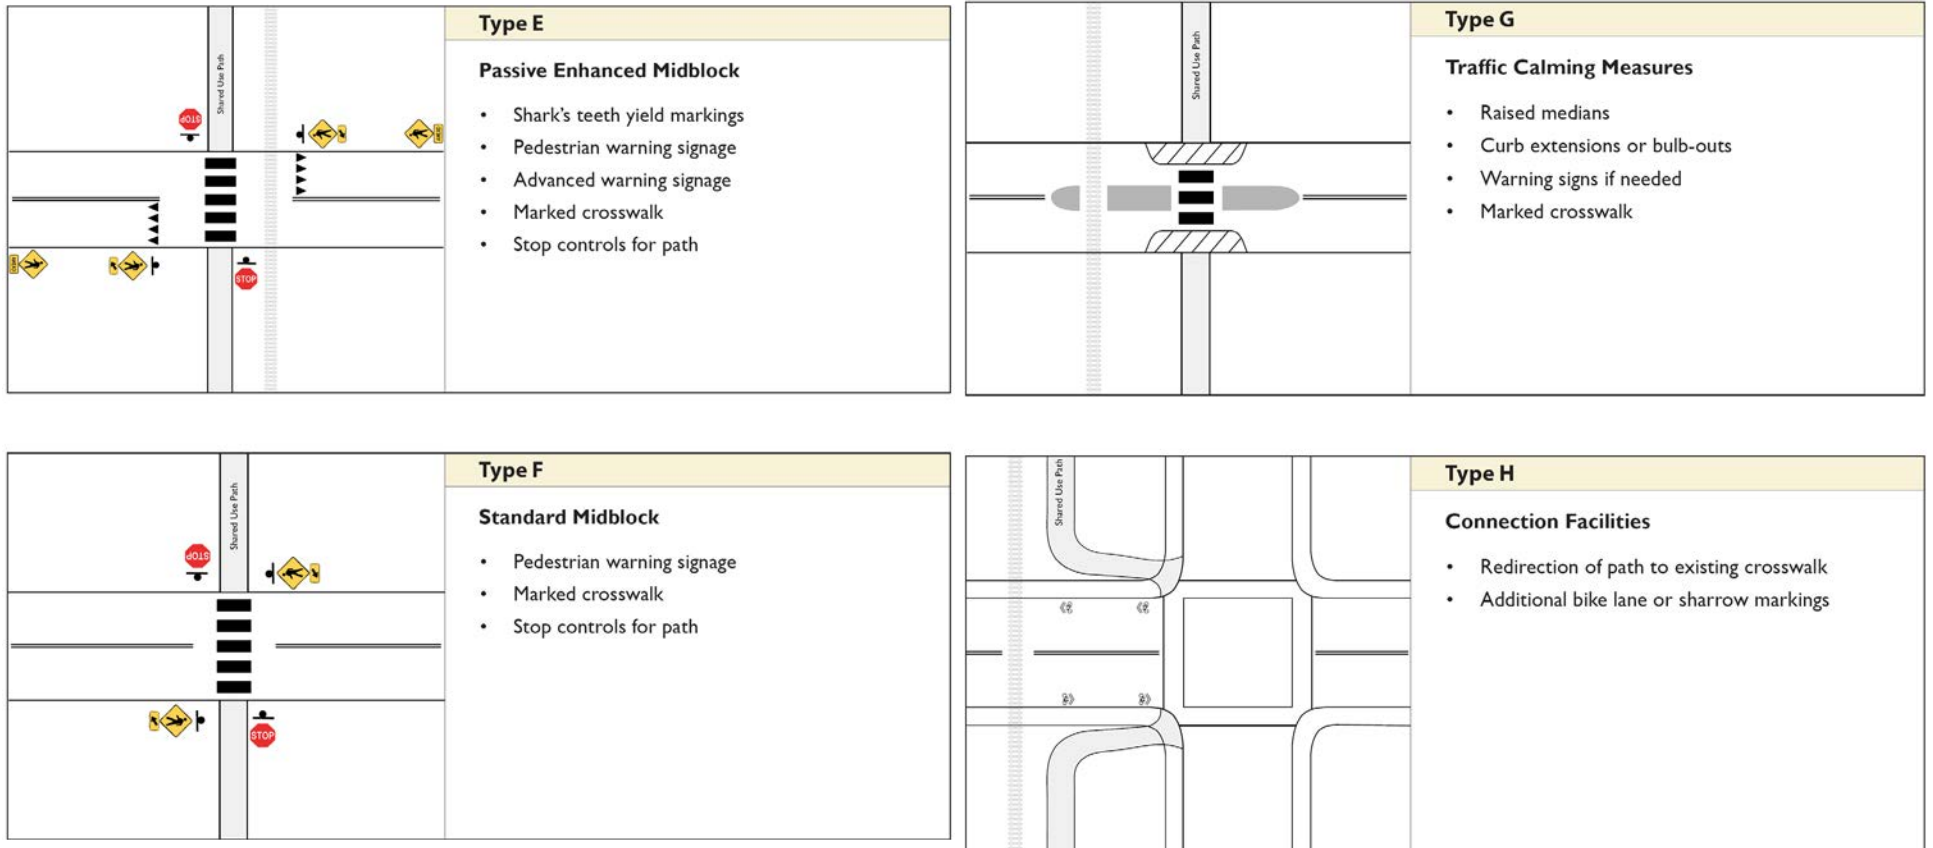 Type E
Passive Enhanced Midblock
• Shark's teeth yield markings
• Pedestrian warning signage
• Advanced warning signage
• Marked crosswalk
• Stop controls for path
Shared Use Path
STOP
STOP
Type G
Traffic Calming Measures
• Raised medians
• Curb extensions or bulb-outs
• Warning signs if needed
• Marked crosswalk
Shared Use Path
Type F
Standard Midblock
• Pedestrian warning signage
• Marked crosswalk
• Stop controls for path
Shared Use Path
STOP
STOP
Type H
Connection Facilities
• Redirection of path to existing crosswalk
• Additional bike lane or sharrow markings
Shared Use Path